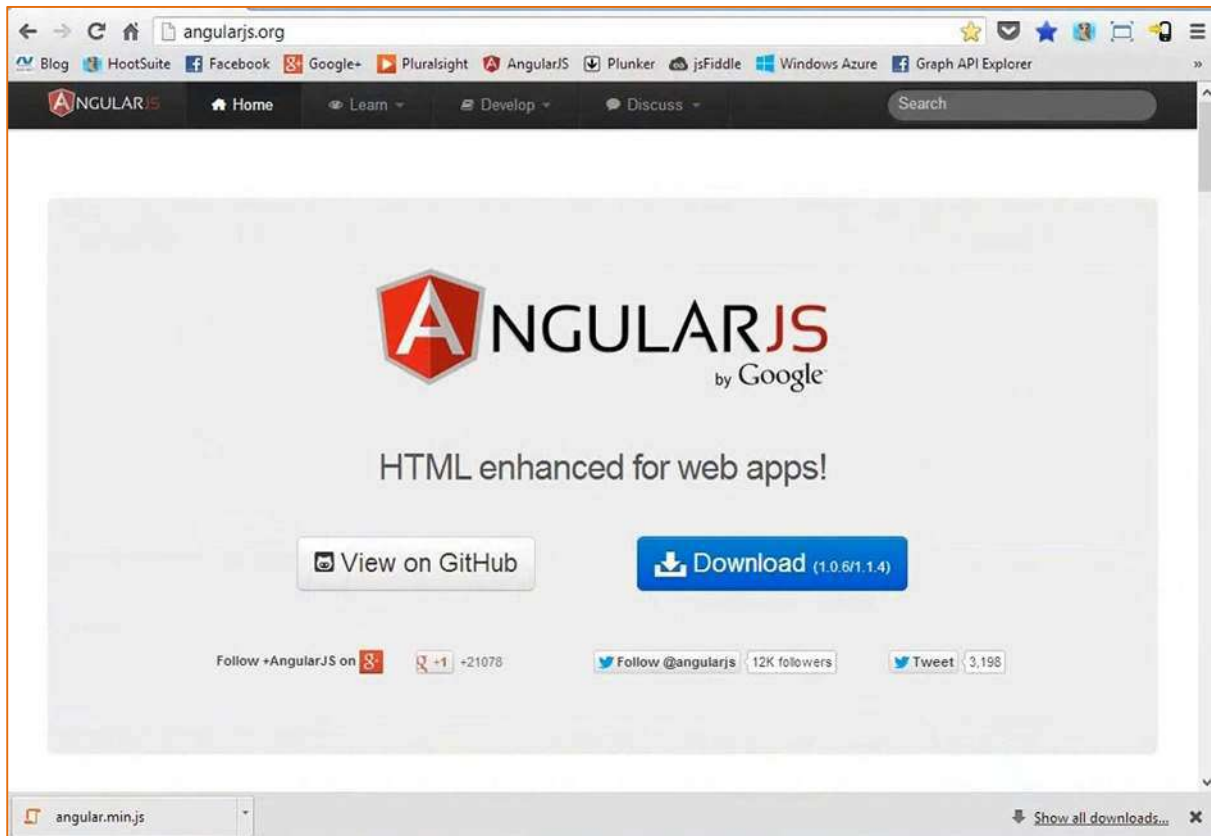 angularjs.org
Blog HootSuite Facebook Google+ Pluralsight AngularJS Plunker jsFiddle Windows Azure Graph API Explorer »
ANGULARJS Home Learn Develop Discuss Search
ANGULARJS
by Google
HTML enhanced for web apps!
View on GitHub Download (1.0.6/1.1.4)
Follow +AngularJS on g+ g +1 +21078 Follow @angularjs 12K followers Tweet 3,198
angular.min.js Show all downloads...